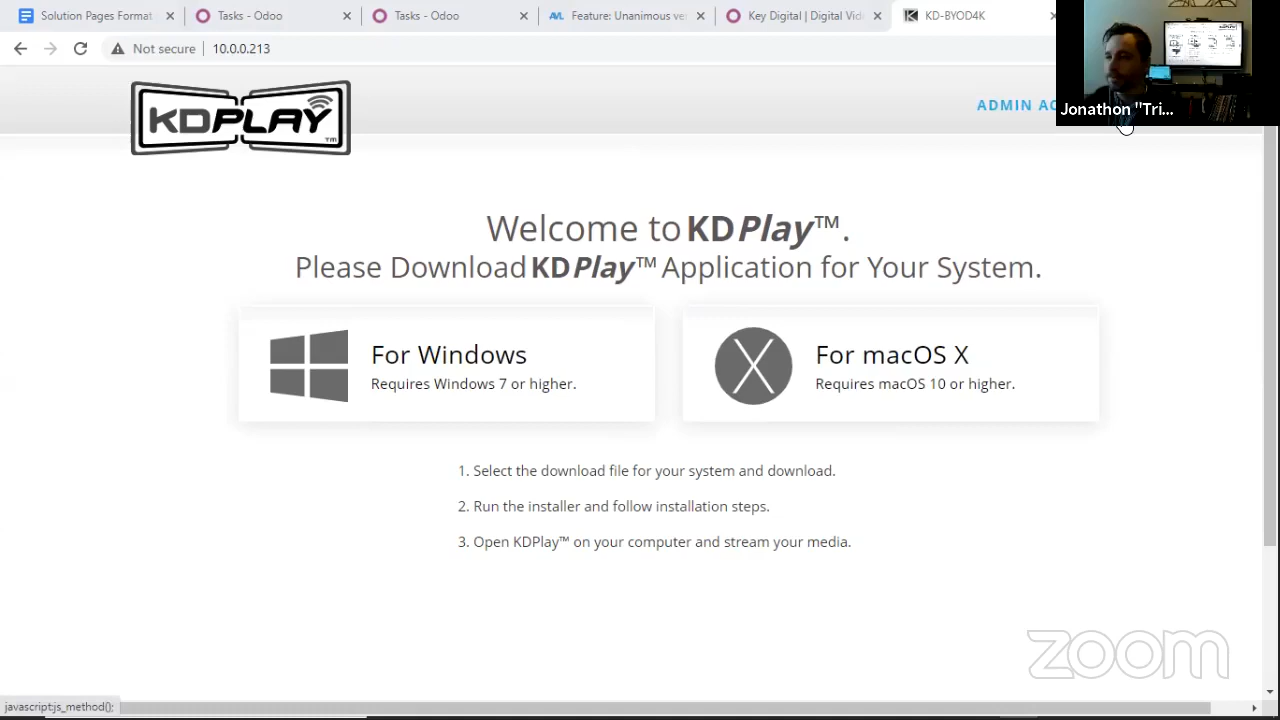 Solution Pages Format
Tasks - Odoo
Tasks - Odoo
Feature: Unanimous ve
Key Digital | Digital Vid
KD-BYOD4K
Not secure
10.0.0.213
KDPLAY
TM
ADMIN AC
Jonathon "Tri...
Welcome to KDPlay™.
Please Download KDPlay™ Application for Your System.
For Windows
Requires Windows 7 or higher.
For macOS X
Requires macOS 10 or higher.
1. Select the download file for your system and download.
2. Run the installer and follow installation steps.
3. Open KDPlay™ on your computer and stream your media.
zoom
javascript:js_method();